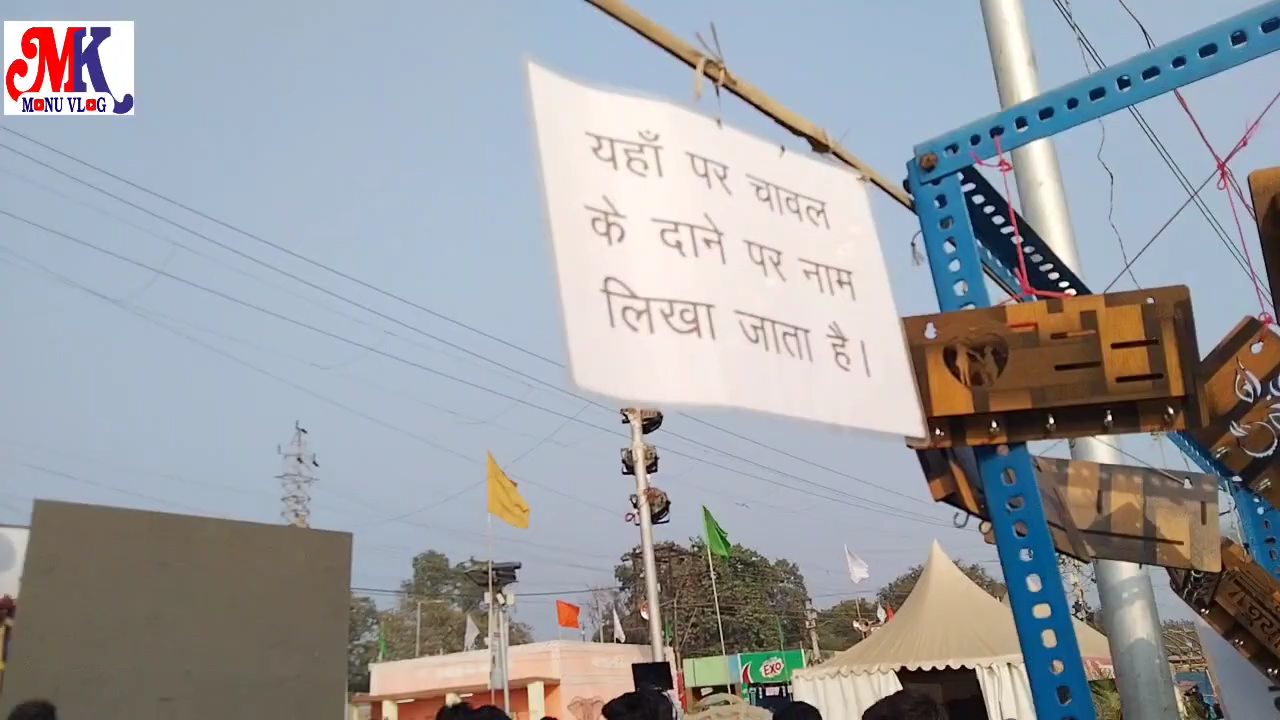 MK
MONU VLOG
यहाँ पर चावल
के दाने पर नाम
लिखा जाता है।
EXO